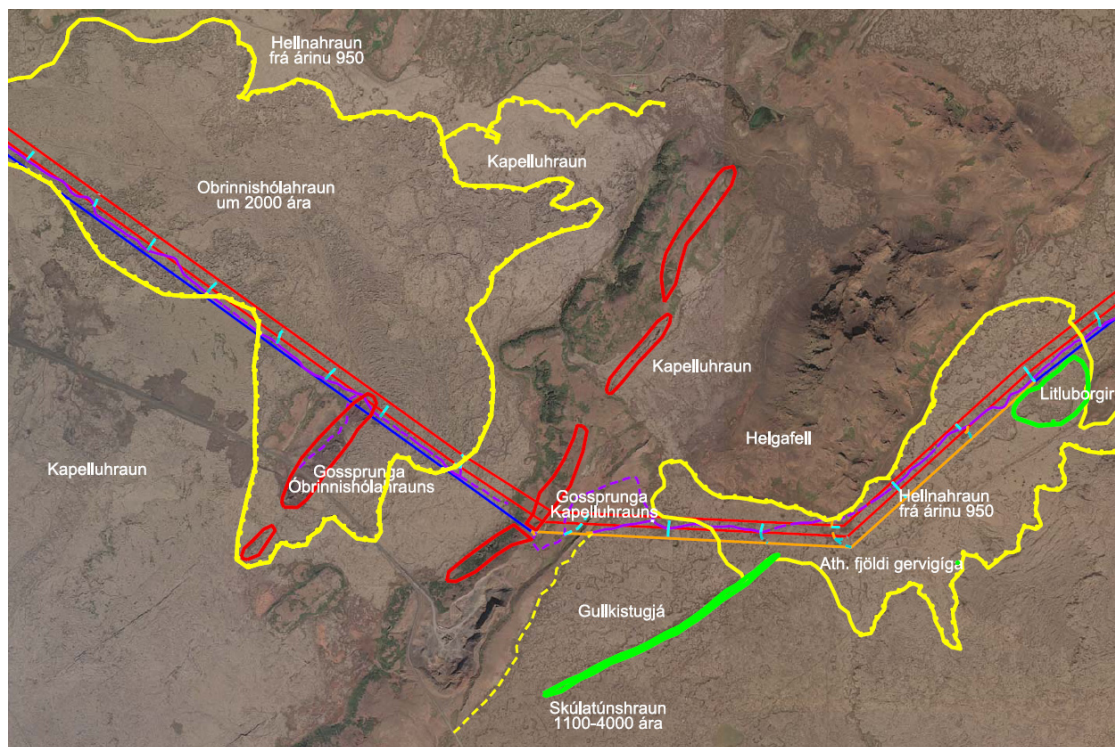 Hellnahraun
frá árinu 950
Kapelluhraun
Obrinnishólahraun
um 2000 ára
Kapelluhraun
Litluborgir
Helgafell
Kapelluhraun
Gossprunga
Óbrinnishólahrauns
Gossprunga
Kapelluhrauns
Hellnahraun
frá árinu 950
Ath. fjöldi gervigíga
Gullkistugjá
Skúlatúnshraun
1100-4000 ára